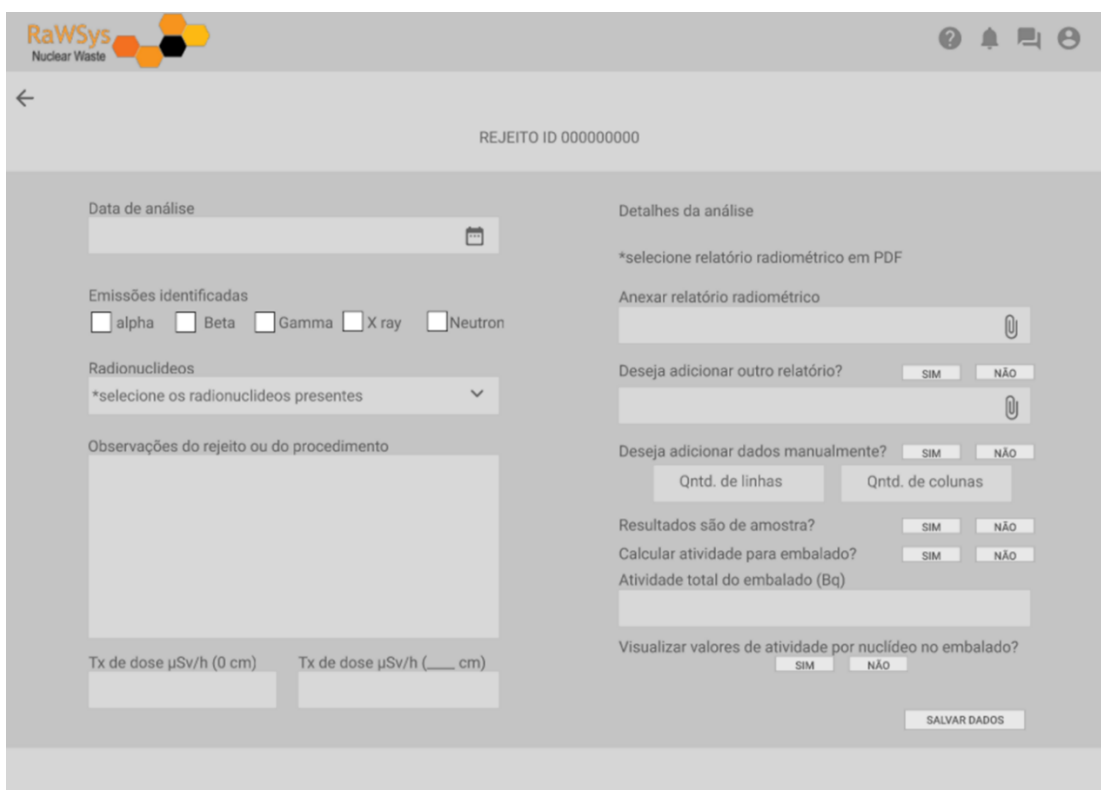 RaWSys
Nuclear Waste
REJEITO ID 000000000
Data de análise
Emissões identificadas
alpha Beta Gamma X ray Neutron
Radionuclideos
*selecione os radionuclideos presentes
Observações do rejeito ou do procedimento
Tx de dose µSv/h (0 cm) Tx de dose µSv/h (___ cm)
Detalhes da análise
*selecione relatório radiométrico em PDF
Anexar relatório radiométrico
Deseja adicionar outro relatório? SIM NÃO
Deseja adicionar dados manualmente? SIM NÃO
Qntd. de linhas Qntd. de colunas
Resultados são de amostra? SIM NÃO
Calcular atividade para embalado? SIM NÃO
Atividade total do embalado (Bq)
Visualizar valores de atividade por nuclídeo no embalado?
SIM NÃO
SALVAR DADOS